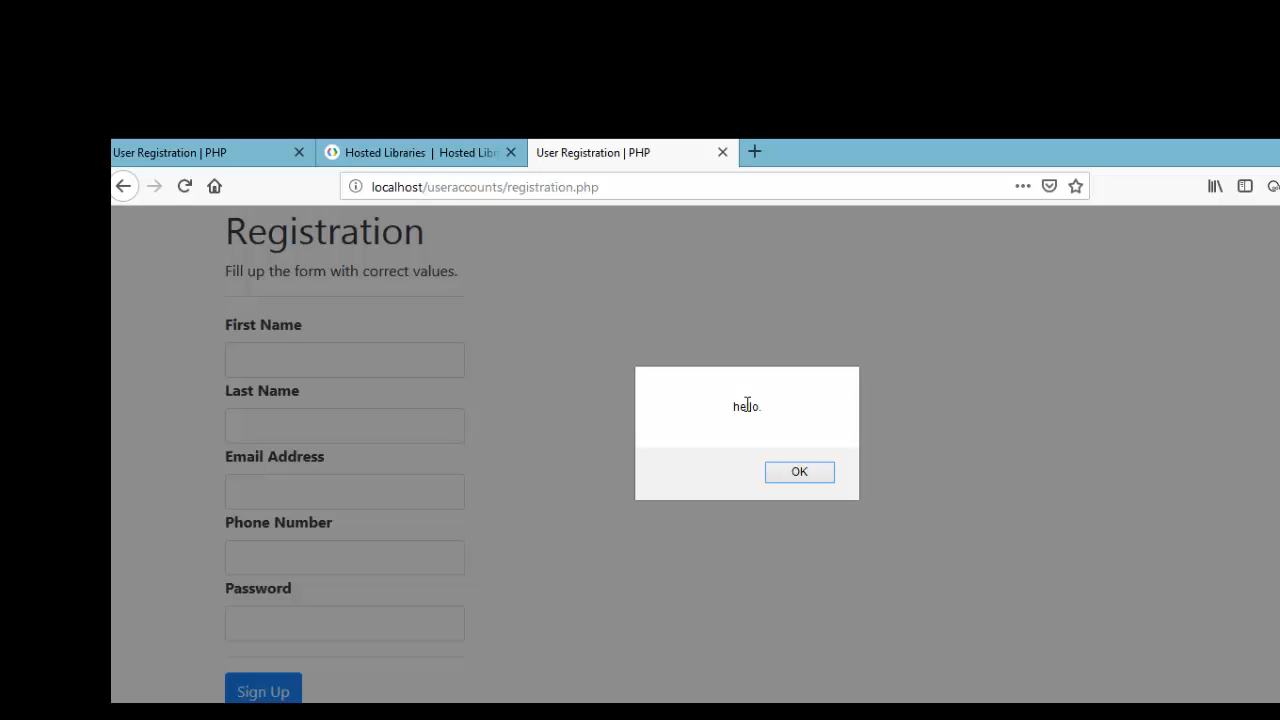 User Registration | PHP
Hosted Libraries | Hosted Libr
User Registration | PHP
localhost/useraccounts/registration.php
Registration
Fill up the form with correct values.
First Name
Last Name
Email Address
Phone Number
Password
Sign Up
hello.
OK